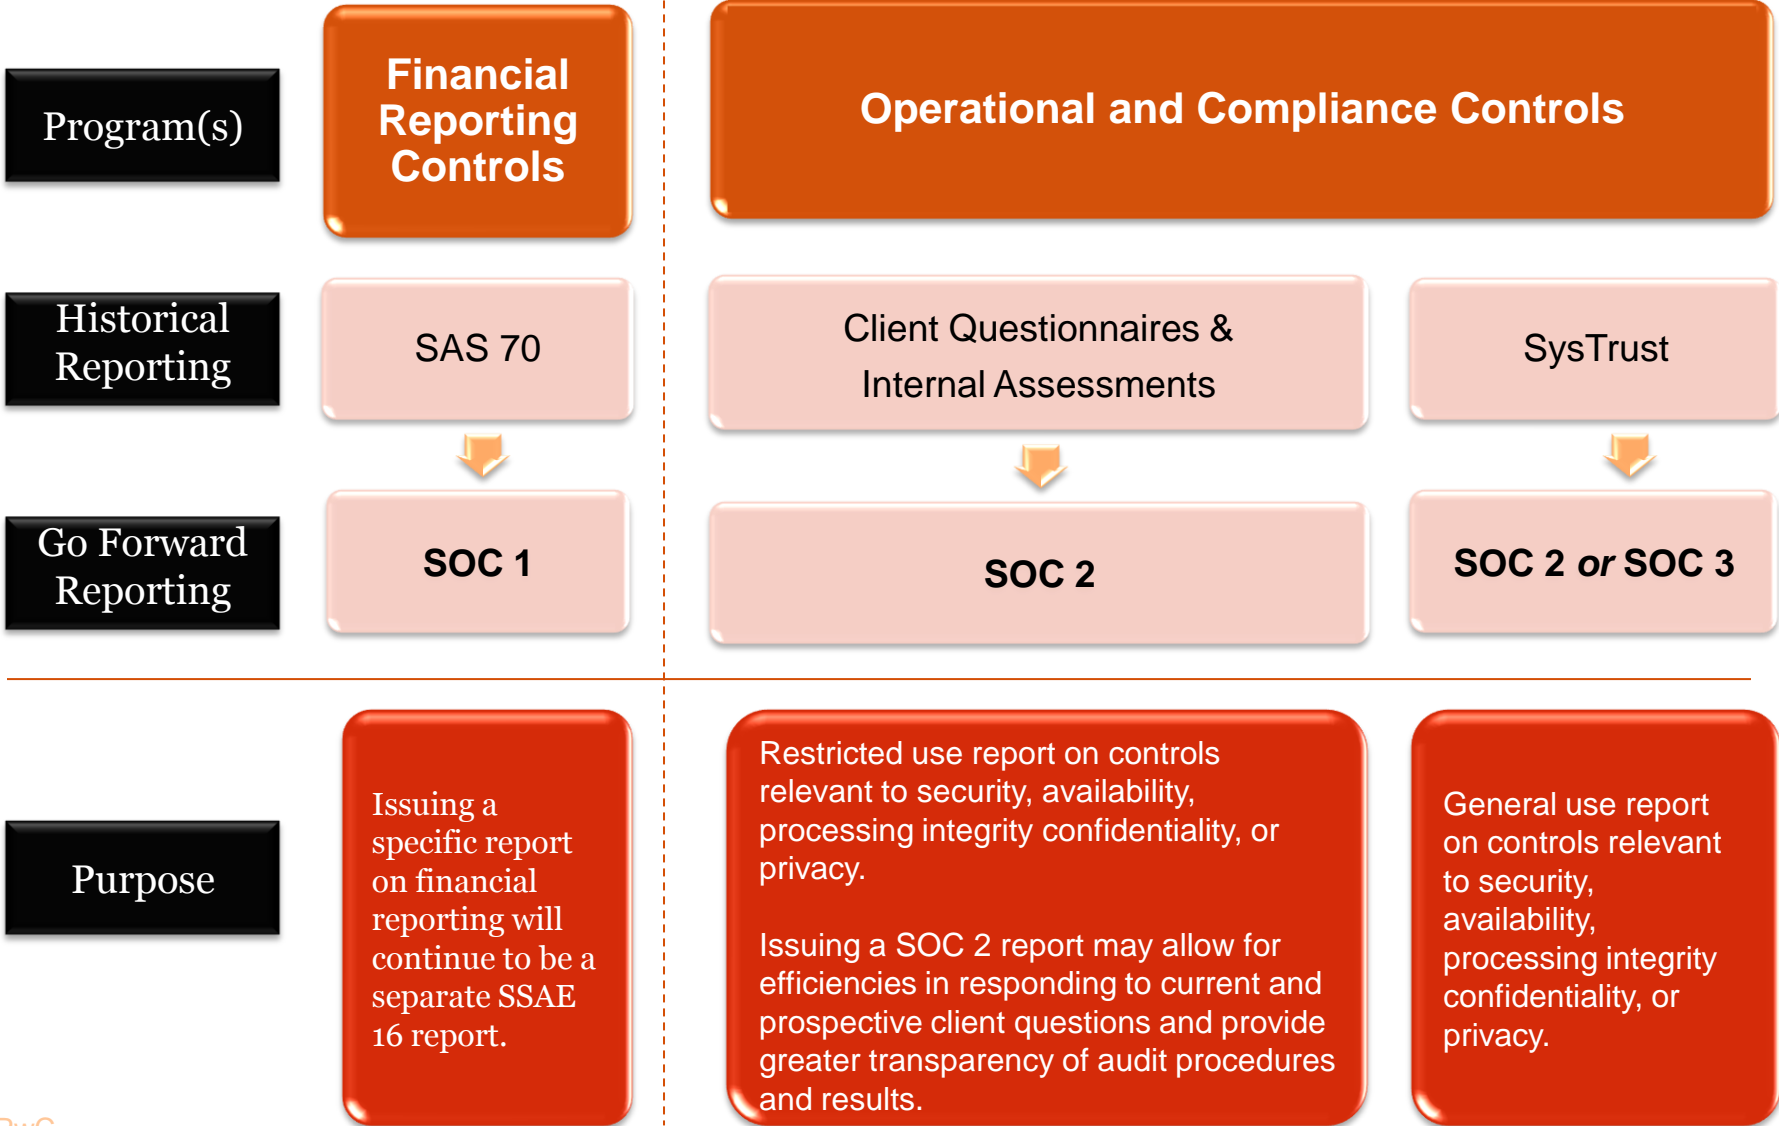 Program(s)
Financial
Reporting
Controls
Operational and Compliance Controls
Historical
Reporting
SAS 70
Client Questionnaires &
Internal Assessments
SysTrust
Go Forward
Reporting
SOC 1
SOC 2
SOC 2 or SOC 3
Purpose
Issuing a
specific report
on financial
reporting will
continue to be a
separate SSAE
16 report.
Restricted use report on controls
relevant to security, availability,
processing integrity confidentiality, or
privacy.
Issuing a SOC 2 report may allow for
efficiencies in responding to current and
prospective client questions and provide
greater transparency of audit procedures
and results.
General use report
on controls relevant
to security,
availability,
processing integrity
confidentiality, or
privacy.